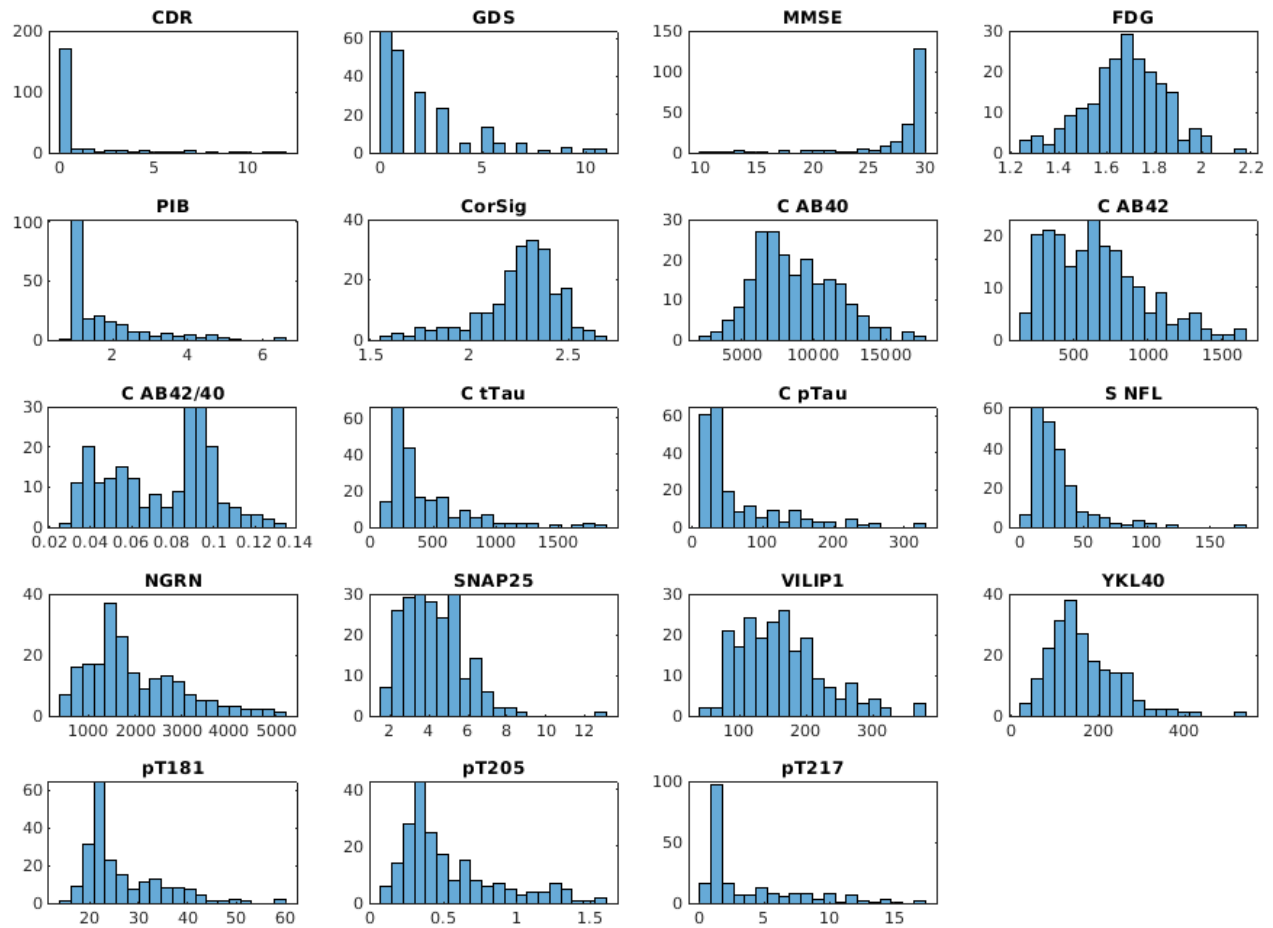 CDR
200
100
0
0 5 10
GDS
60
40
20
0
0 5 10
MMSE
150
100
50
0
10 15 20 25 30
FDG
30
20
10
0
1.2 1.4 1.6 1.8 2 2.2
PIB
100
50
0
2 4 6
CorSig
40
20
0
1.5 2 2.5
C AB40
30
20
10
0
5000 10000 15000
C AB42
20
10
0
500 1000 1500
C AB42/40
30
20
10
0
0.02 0.04 0.06 0.08 0.1 0.12 0.14
C tTau
60
40
20
0
0 500 1000 1500
C pTau
60
40
20
0
0 100 200 300
S NFL
60
40
20
0
0 50 100 150
NGRN
40
20
0
1000 2000 3000 4000 5000
SNAP25
30
20
10
0
2 4 6 8 10 12
VILIP1
30
20
10
0
100 200 300
YKL40
40
20
0
0 200 400
pT181
60
40
20
0
20 30 40 50 60
pT205
40
20
0
0 0.5 1 1.5
pT217
100
50
0
0 5 10 15